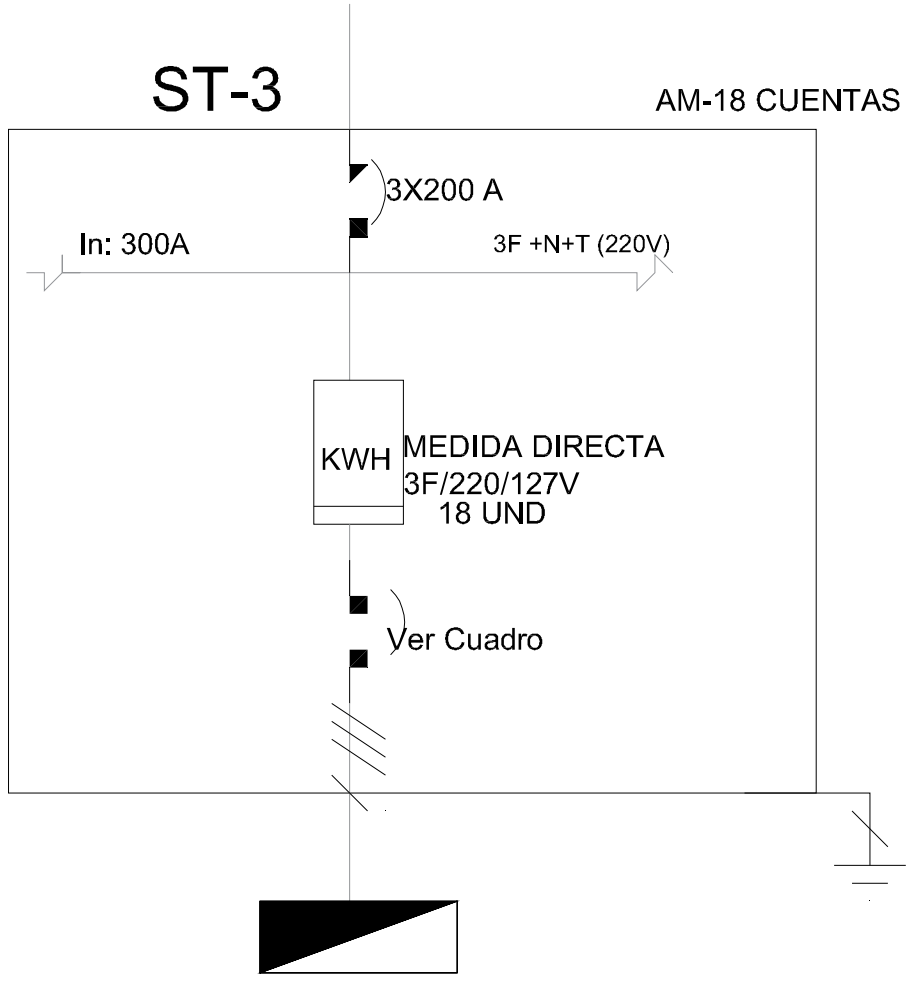 ST-3
AM-18 CUENTAS
3X200 A
In: 300A
3F +N+T (220V)
KWH
MEDIDA DIRECTA
3F/220/127V
18 UND
Ver Cuadro